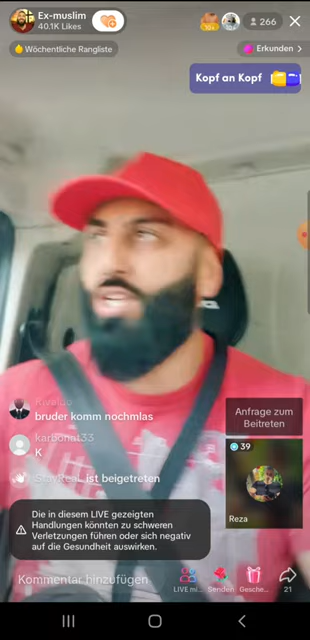 Ex-muslim
40.1K Likes
266
Wöchentliche Rangliste
Erkunden
Kopf an Kopf
Rivaldo
bruder komm nochmlas
karbonat33
K
StayReal ist beigetreten
Anfrage zum
Beitreten
39
Reza
Die in diesem LIVE gezeigten
Handlungen könnten zu schweren
Verletzungen führen oder sich negativ
auf die Gesundheit auswirken.
Kommentar hinzufügen
LIVE mi...
Senden
Gesche...
21